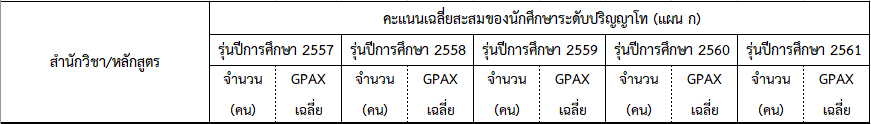 คะแนนเฉลี่ยสะสมของนักศึกษาระดับปริญญาโท (แผน ก)
สำนักวิชา/หลักสูตร
รุ่นปีการศึกษา 2557 รุ่นปีการศึกษา 2558 รุ่นปีการศึกษา 2559 รุ่นปีการศึกษา 2560 รุ่นปีการศึกษา 2561
จำนวน GPAX จำนวน GPAX จำนวน GPAX จำนวน GPAX จำนวน GPAX
(คน) เฉลี่ย (คน) เฉลี่ย (คน) เฉลี่ย (คน) เฉลี่ย (คน) เฉลี่ย